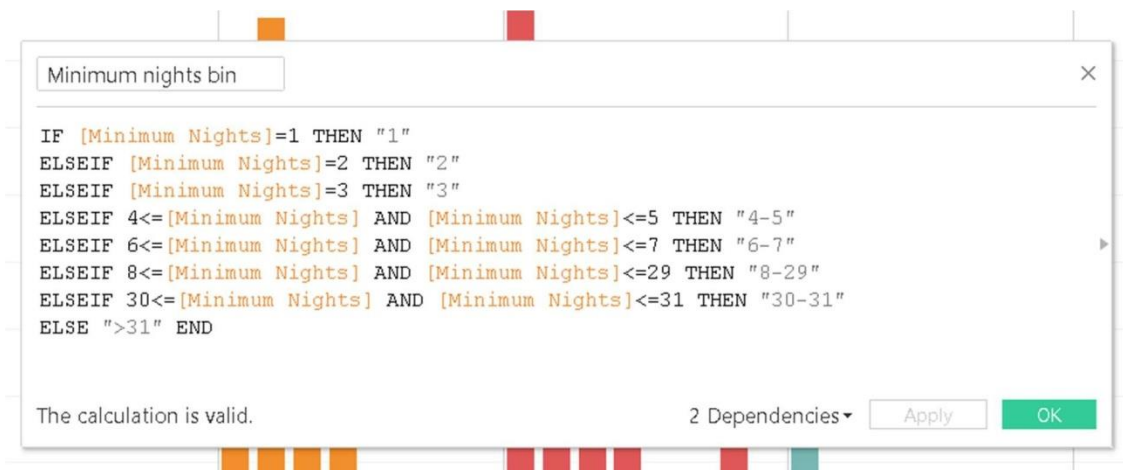 Minimum nights bin
IF [Minimum Nights]=1 THEN "1"
ELSEIF [Minimum Nights]=2 THEN "2"
ELSEIF [Minimum Nights]=3 THEN "3"
ELSEIF 4<=[Minimum Nights] AND [Minimum Nights]<=5 THEN "4-5"
ELSEIF 6<=[Minimum Nights] AND [Minimum Nights]<=7 THEN "6-7"
ELSEIF 8<=[Minimum Nights] AND [Minimum Nights]<=29 THEN "8-29"
ELSEIF 30<=[Minimum Nights] AND [Minimum Nights]<=31 THEN "30-31"
ELSE ">31" END
The calculation is valid. 2 Dependencies Apply OK